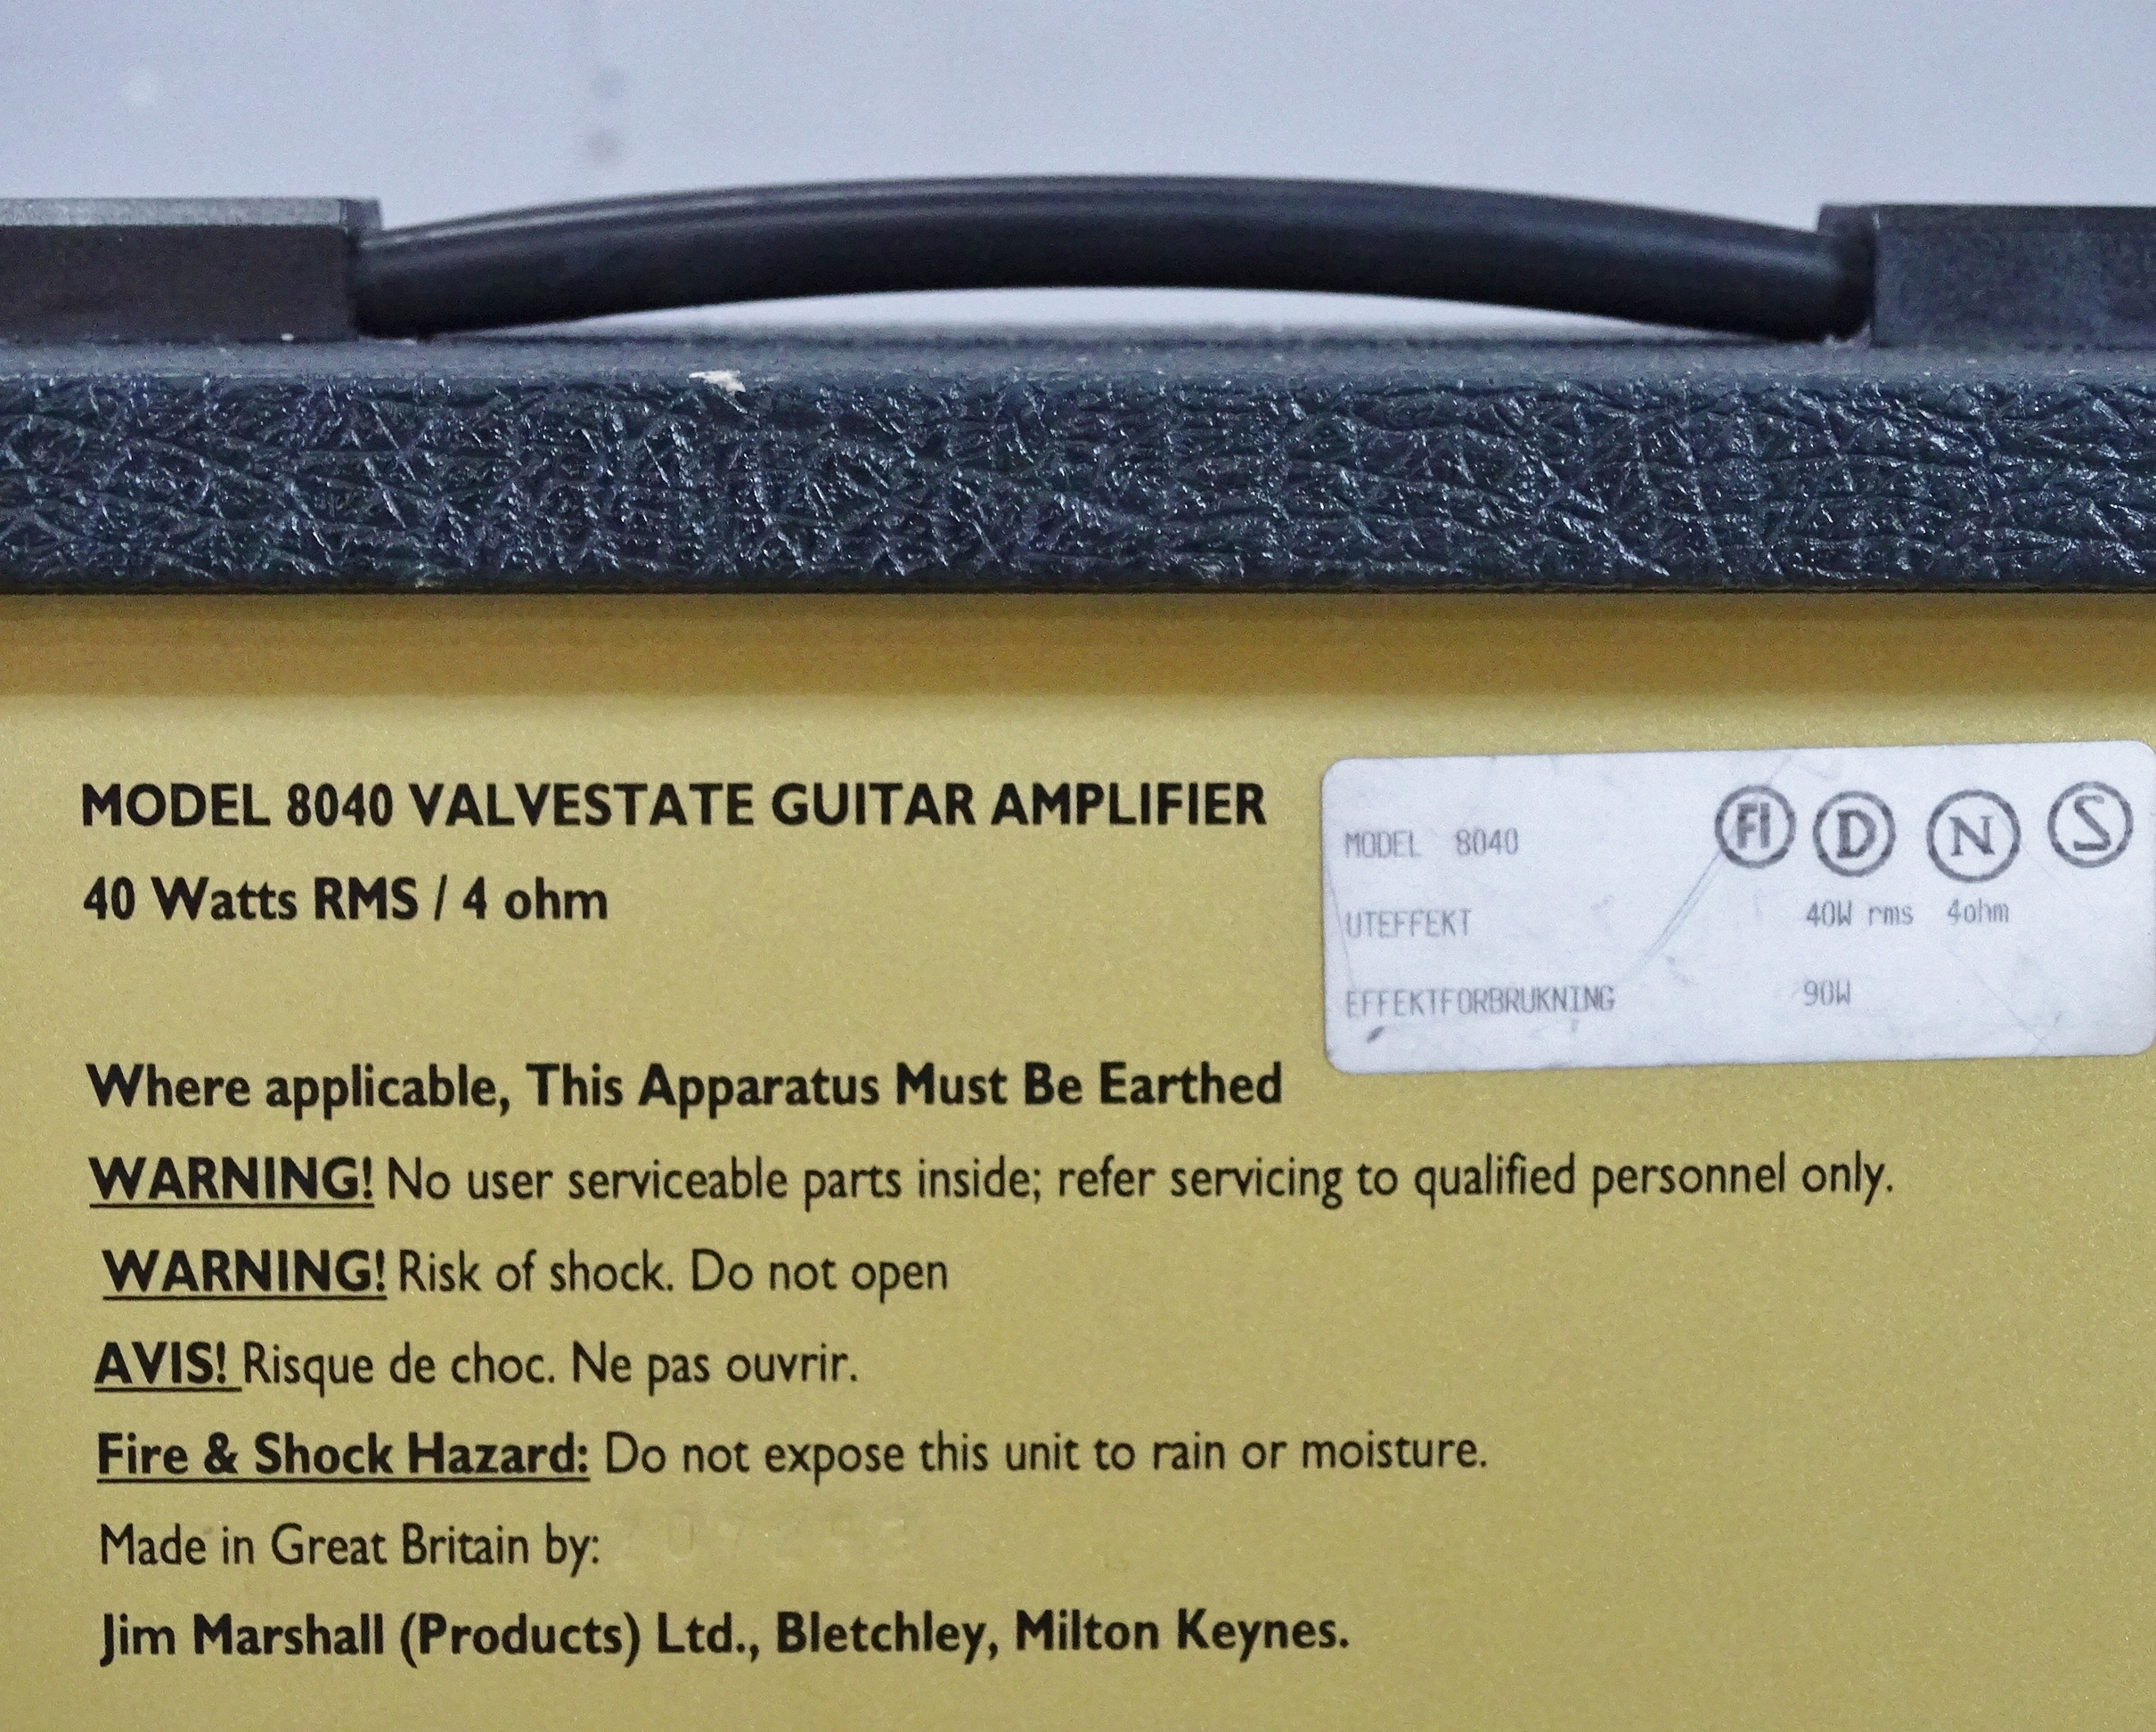 MODEL 8040 VALVESTATE GUITAR AMPLIFIER
40 Watts RMS / 4 ohm
FI D N S
MODEL 8040
UTEFFEKT 40W rms 4ohm
EFFEKTFORBRUKNING 90W
Where applicable, This Apparatus Must Be Earthed
WARNING! No user serviceable parts inside; refer servicing to qualified personnel only.
WARNING! Risk of shock. Do not open
AVIS! Risque de choc. Ne pas ouvrir.
Fire & Shock Hazard: Do not expose this unit to rain or moisture.
Made in Great Britain by:
Jim Marshall (Products) Ltd., Bletchley, Milton Keynes.